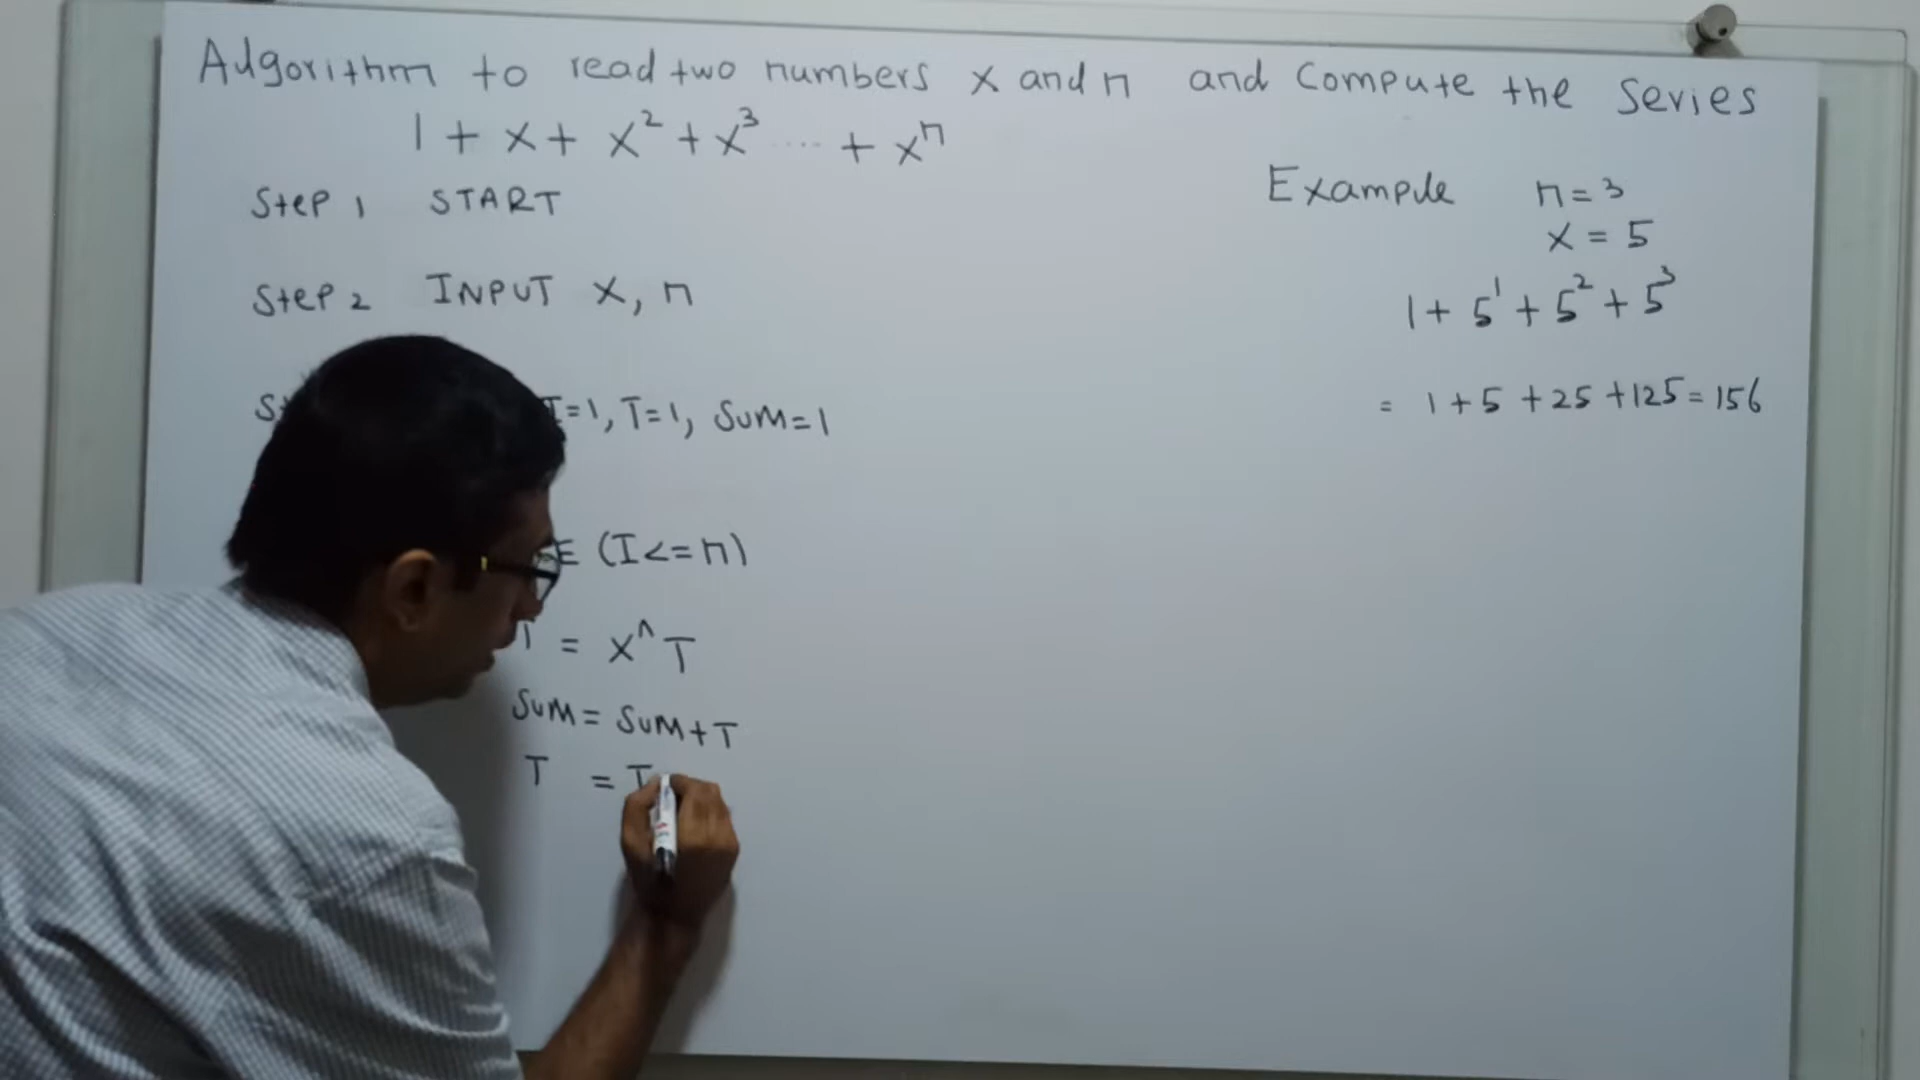 Algorithm to read two numbers x and n and Compute the Series
1 + x + x² + x³ ..... + xⁿ
Step 1 START
Step 2 INPUT x, n
I=1, T=1, SUM=1
(I<=n)
= x^T
SUM = SUM+T
T = T
Example n = 3
x = 5
1 + 5¹ + 5² + 5³
= 1 + 5 + 25 + 125 = 156